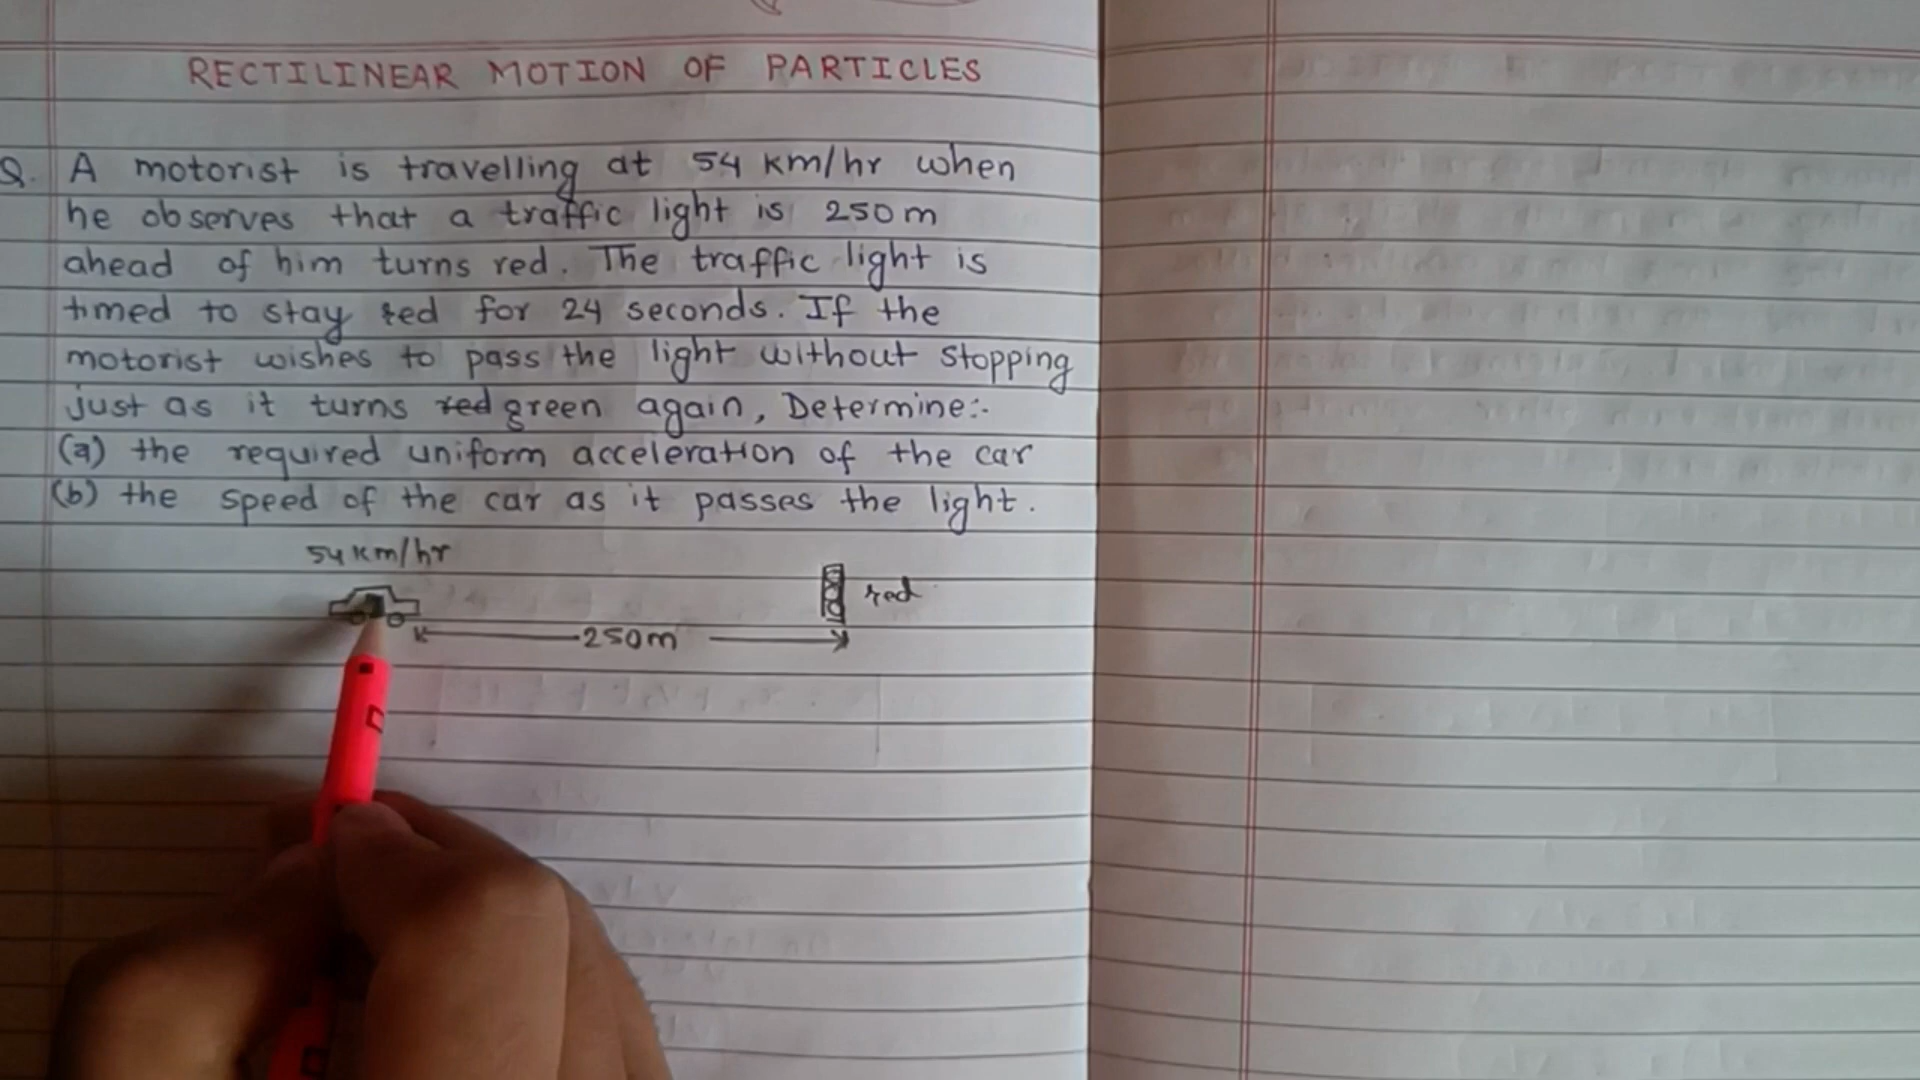 RECTILINEAR MOTION OF PARTICLES
Q. A motorist is travelling at 54 km/hr when
he observes that a traffic light is 250m
ahead of him turns red. The traffic light is
timed to stay red for 24 seconds. If the
motorist wishes to pass the light without stopping
just as it turns red green again, Determine:-
(a) the required uniform acceleration of the car
(b) the speed of the car as it passes the light.
54 km/hr
red
250m